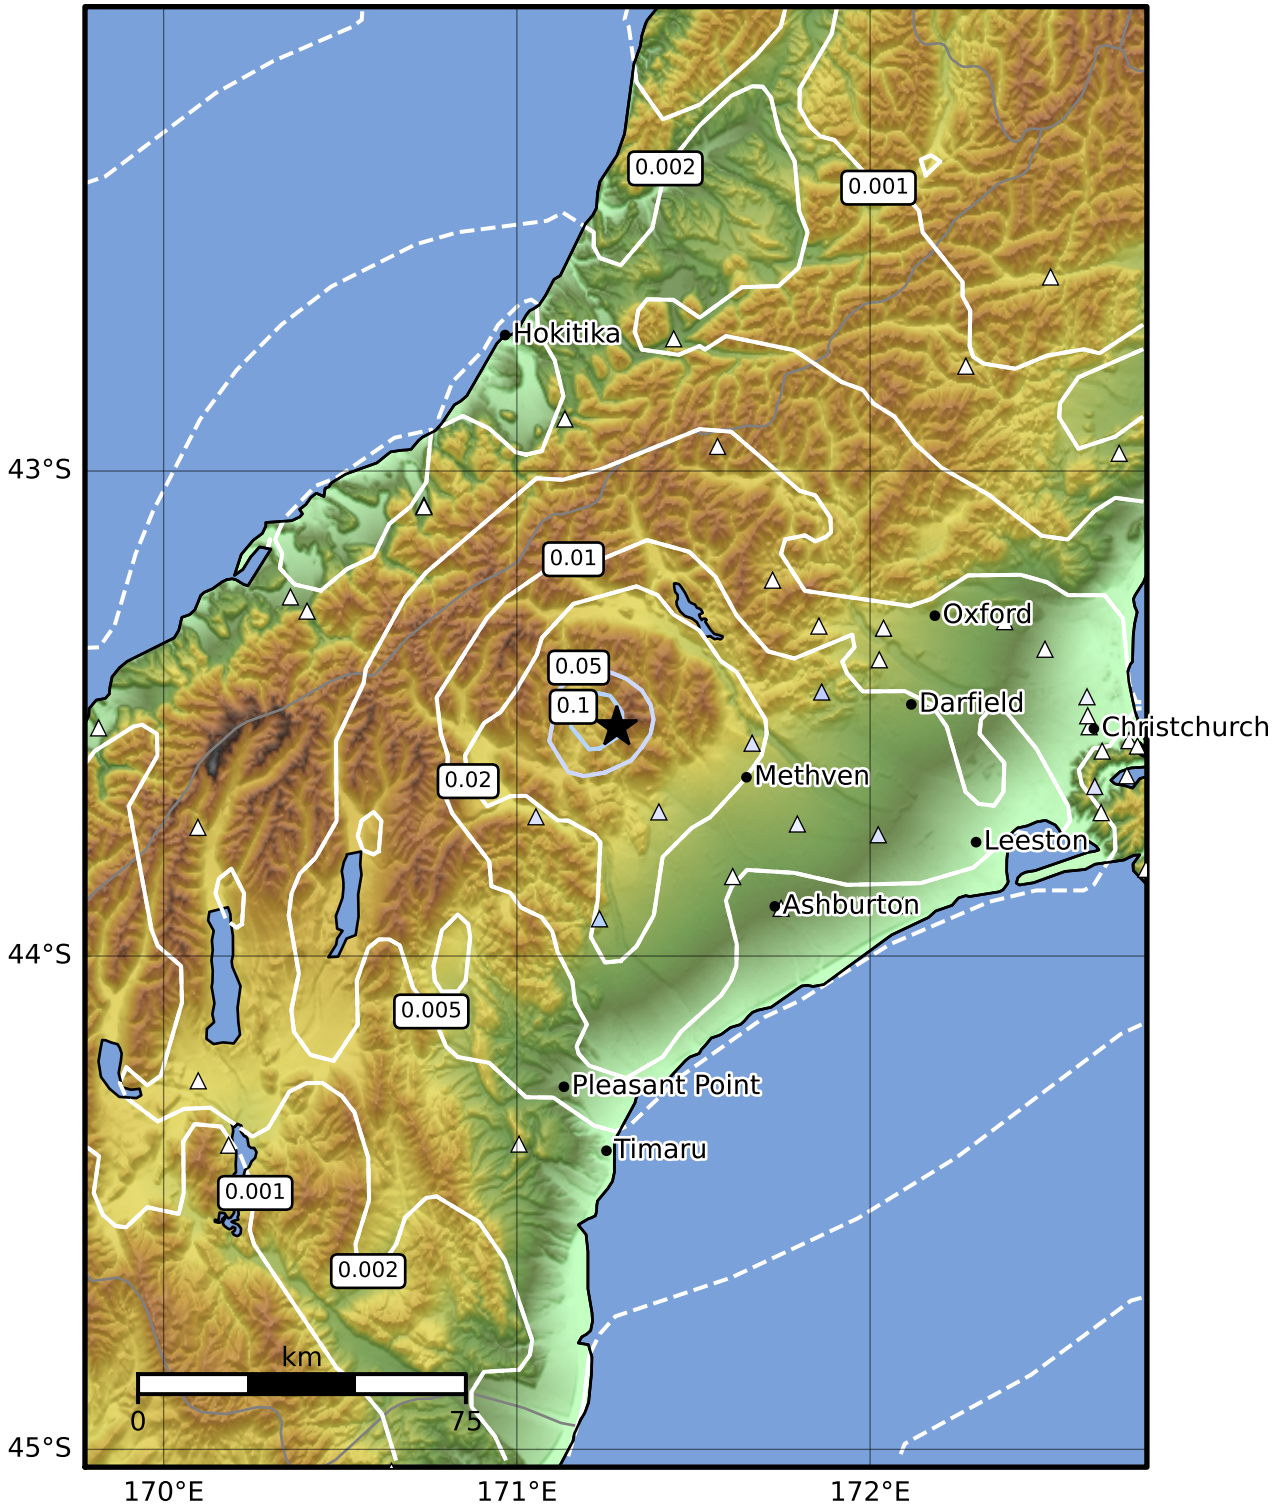 0.002
0.001
Hokitika
43°S
0.01
Oxford
0.05
0.1
Darfield
Christchurch
0.02
Methven
Leeston
Ashburton
44°S
0.005
Pleasant Point
Timaru
0.001
0.002
km
0
75
45°S
170°E
171°E
172°E